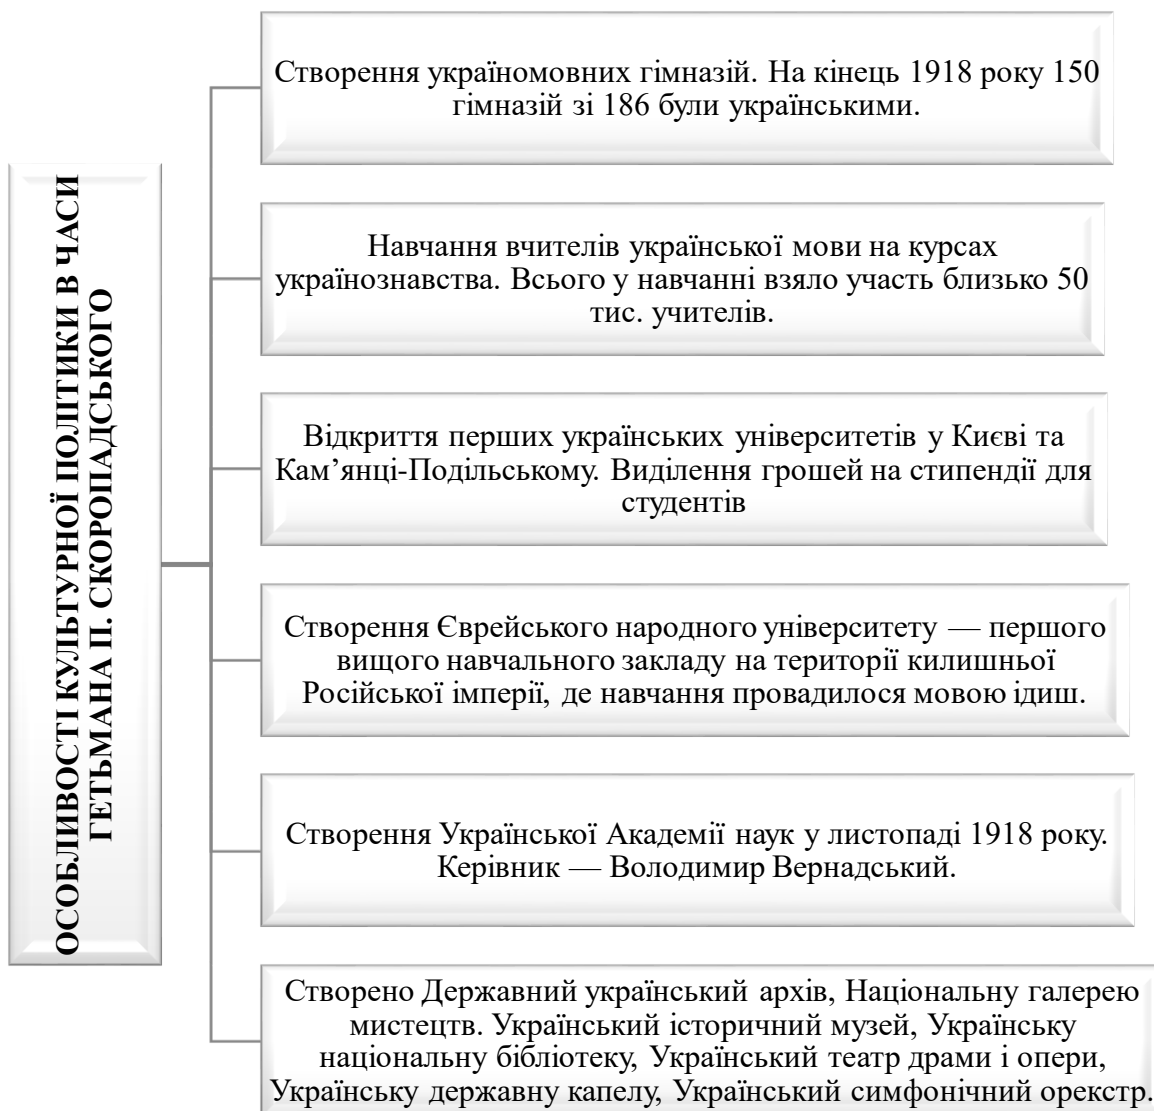 ОСОБЛИВОСТІ КУЛЬТУРНОЇ ПОЛІТИКИ В ЧАСИ
ГЕТЬМАНА П. СКОРОПАДСЬКОГО
Створення україномовних гімназій. На кінець 1918 року 150
гімназій зі 186 були українськими.
Навчання вчителів української мови на курсах
українознавства. Всього у навчанні взяло участь близько 50
тис. учителів.
Відкриття перших українських університетів у Києві та
Кам’янці-Подільському. Виділення грошей на стипендії для
студентів
Створення Єврейського народного університету — першого
вищого навчального закладу на території килишньої
Російської імперії, де навчання провадилося мовою ідиш.
Створення Української Академії наук у листопаді 1918 року.
Керівник — Володимир Вернадський.
Створено Державний український архів, Національну галерею
мистецтв. Український історичний музей, Українську
національну бібліотеку, Український театр драми і опери,
Українську державну капелу, Український симфонічний орекстр.